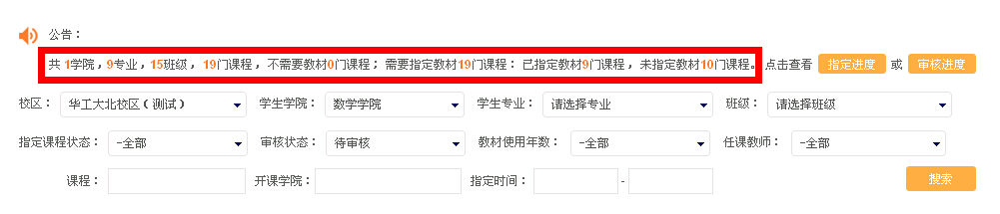 公告：
共 1学院，9专业，15班级，19门课程，不需要教材0门课程；需要指定教材19门课程：已指定教材9门课程，未指定教材10门课程。点击查看 指定进度 或 审核进度
校区： 华工大北校区（测试） 学生学院： 数学学院 学生专业： 请选择专业 班级： 请选择班级
指定课程状态： -全部 审核状态： 待审核 教材使用年数： -全部 任课教师： -全部
课程： 开课学院： 指定时间： - 搜索